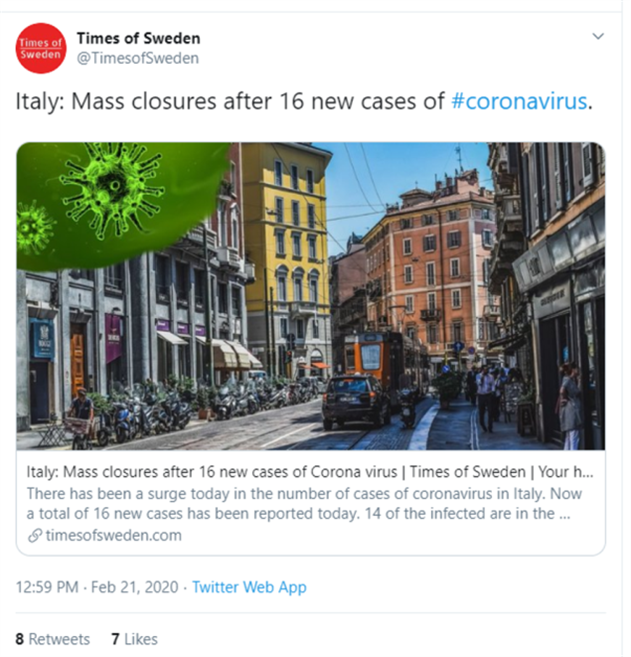 Times of
Sweden
Times of Sweden
@TimesofSweden
Italy: Mass closures after 16 new cases of #coronavirus.
Italy: Mass closures after 16 new cases of Corona virus | Times of Sweden | Your h...
There has been a surge today in the number of cases of coronavirus in Italy. Now
a total of 16 new cases has been reported today. 14 of the infected are in the ...
timesofsweden.com
12:59 PM · Feb 21, 2020 · Twitter Web App
8 Retweets 7 Likes